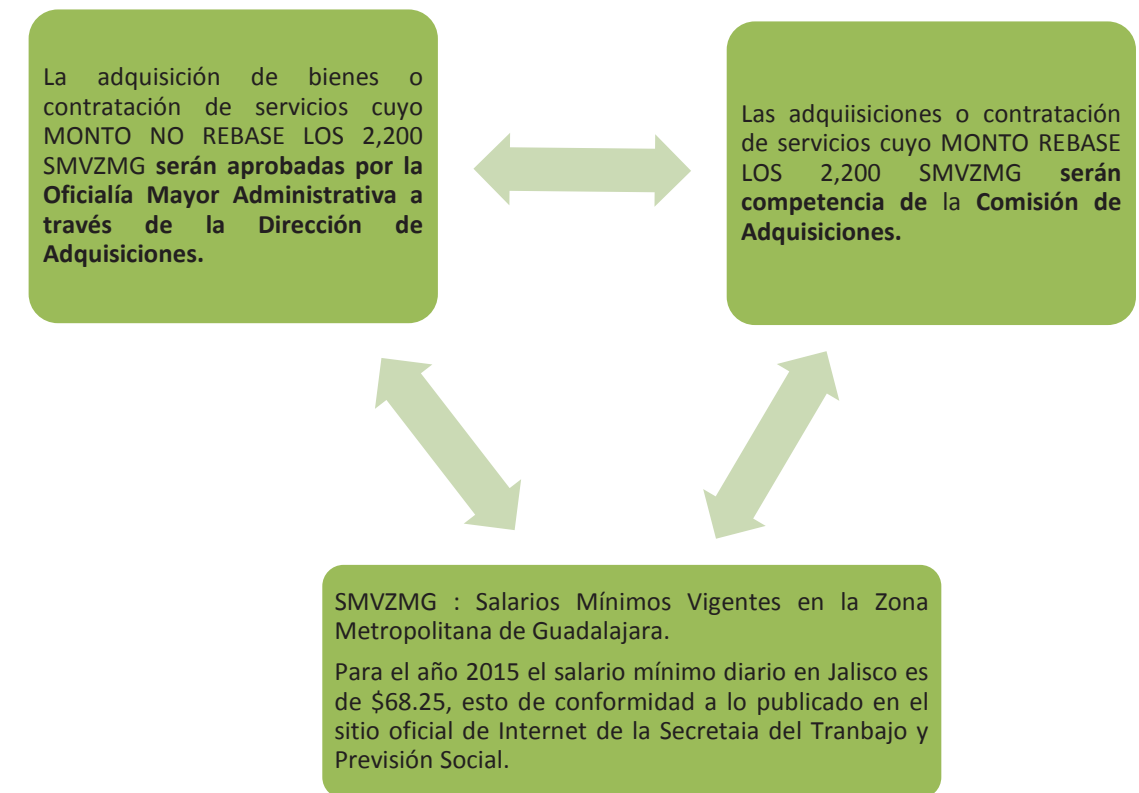 La adquisición de bienes o
contratación de servicios cuyo
MONTO NO REBASE LOS 2,200
SMVZMG serán aprobadas por la
Oficialía Mayor Administrativa a
través de la Dirección de
Adquisiciones.
Las adquiisiciones o contratación
de servicios cuyo MONTO REBASE
LOS 2,200 SMVZMG serán
competencia de la Comisión de
Adquisiciones.
SMVZMG : Salarios Mínimos Vigentes en la Zona
Metropolitana de Guadalajara.
Para el año 2015 el salario mínimo diario en Jalisco es
de $68.25, esto de conformidad a lo publicado en el
sitio oficial de Internet de la Secretaia del Tranbajo y
Previsión Social.